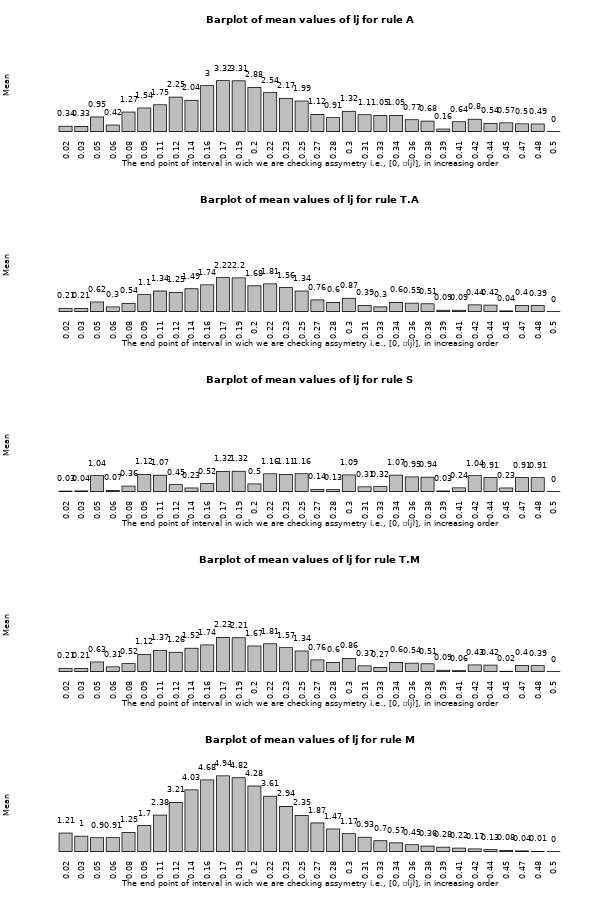 Barplot of mean values of lj for rule A
Mean
0.34 0.33 0.95 0.42 1.27 1.54 1.75 2.25 2.04 3 3.32 3.31 2.88 2.54 2.17 1.99 1.12 0.91 1.32 1.1 1.05 1.05 0.77 0.68 0.16 0.64 0.8 0.54 0.57 0.5 0.49 0
0.02 0.03 0.05 0.06 0.08 0.09 0.11 0.12 0.14 0.16 0.17 0.19 0.2 0.22 0.23 0.25 0.27 0.28 0.3 0.31 0.33 0.34 0.36 0.38 0.39 0.41 0.42 0.44 0.45 0.47 0.48 0.5
The end point of interval in wich we are checking assymetry i.e., [0, □(j)], in increasing order
Barplot of mean values of lj for rule T.A
Mean
0.21 0.21 0.62 0.3 0.54 1.1 1.34 1.25 1.49 1.74 2.22 2.2 1.68 1.81 1.56 1.34 0.76 0.6 0.87 0.39 0.3 0.6 0.55 0.51 0.09 0.09 0.44 0.42 0.04 0.4 0.39 0
0.02 0.03 0.05 0.06 0.08 0.09 0.11 0.12 0.14 0.16 0.17 0.19 0.2 0.22 0.23 0.25 0.27 0.28 0.3 0.31 0.33 0.34 0.36 0.38 0.39 0.41 0.42 0.44 0.45 0.47 0.48 0.5
The end point of interval in wich we are checking assymetry i.e., [0, □(j)], in increasing order
Barplot of mean values of lj for rule S
Mean
0.03 0.04 1.04 0.07 0.36 1.12 1.07 0.45 0.23 0.52 1.32 1.32 0.5 1.16 1.11 1.16 0.14 0.13 1.09 0.31 0.32 1.07 0.95 0.94 0.03 0.24 1.04 0.91 0.23 0.91 0.91 0
0.02 0.03 0.05 0.06 0.08 0.09 0.11 0.12 0.14 0.16 0.17 0.19 0.2 0.22 0.23 0.25 0.27 0.28 0.3 0.31 0.33 0.34 0.36 0.38 0.39 0.41 0.42 0.44 0.45 0.47 0.48 0.5
The end point of interval in wich we are checking assymetry i.e., [0, □(j)], in increasing order
Barplot of mean values of lj for rule T.M
Mean
0.21 0.21 0.63 0.31 0.52 1.12 1.37 1.26 1.52 1.74 2.23 2.21 1.67 1.81 1.57 1.34 0.76 0.6 0.86 0.37 0.27 0.6 0.54 0.51 0.09 0.06 0.43 0.42 0.02 0.4 0.39 0
0.02 0.03 0.05 0.06 0.08 0.09 0.11 0.12 0.14 0.16 0.17 0.19 0.2 0.22 0.23 0.25 0.27 0.28 0.3 0.31 0.33 0.34 0.36 0.38 0.39 0.41 0.42 0.44 0.45 0.47 0.48 0.5
The end point of interval in wich we are checking assymetry i.e., [0, □(j)], in increasing order
Barplot of mean values of lj for rule M
Mean
1.21 1 0.9 0.91 1.25 1.7 2.38 3.21 4.03 4.68 4.94 4.82 4.28 3.61 2.94 2.35 1.87 1.47 1.17 0.93 0.7 0.57 0.45 0.36 0.28 0.22 0.17 0.13 0.08 0.04 0.01 0
0.02 0.03 0.05 0.06 0.08 0.09 0.11 0.12 0.14 0.16 0.17 0.19 0.2 0.22 0.23 0.25 0.27 0.28 0.3 0.31 0.33 0.34 0.36 0.38 0.39 0.41 0.42 0.44 0.45 0.47 0.48 0.5
The end point of interval in wich we are checking assymetry i.e., [0, □(j)], in increasing order